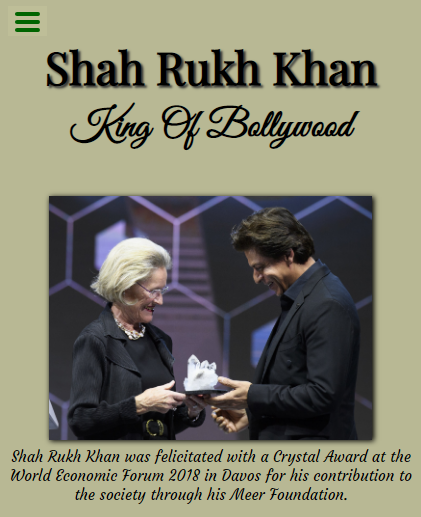 Shah Rukh Khan
King Of Bollywood
Shah Rukh Khan was felicitated with a Crystal Award at the
World Economic Forum 2018 in Davos for his contribution to
the society through his Meer Foundation.